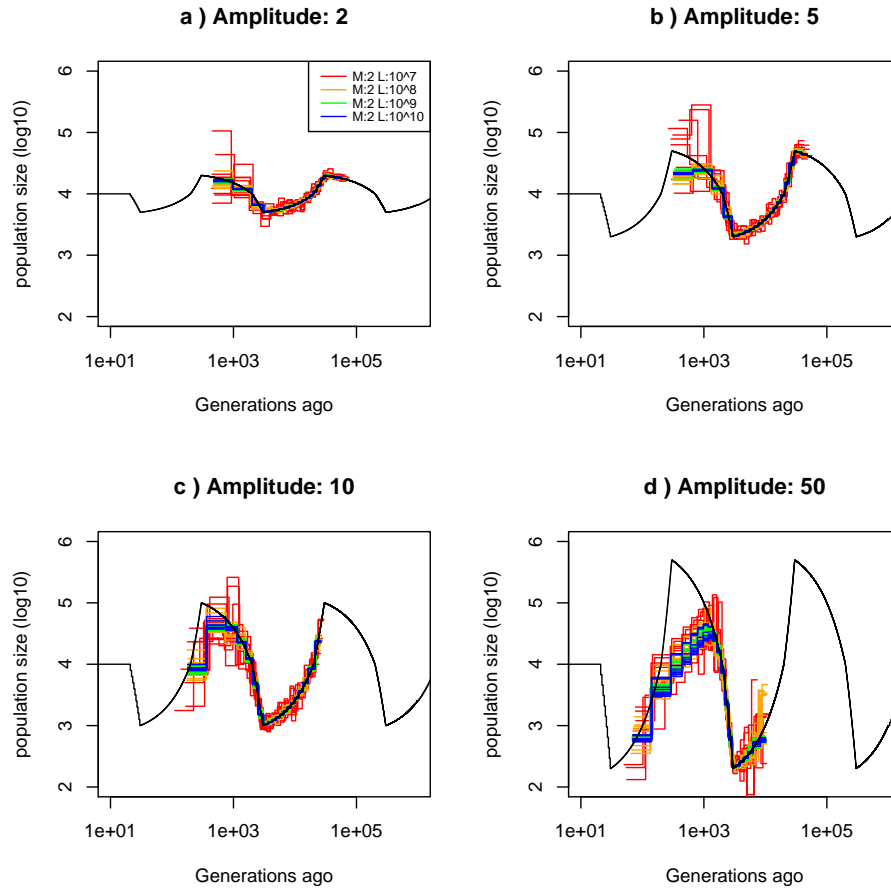 a ) Amplitude: 2
population size (log10)
6
5
4
3
2
M:2 L:10^7
M:2 L:10^8
M:2 L:10^9
M:2 L:10^10
1e+01 1e+03 1e+05
Generations ago
b ) Amplitude: 5
population size (log10)
6
5
4
3
2
1e+01 1e+03 1e+05
Generations ago
c ) Amplitude: 10
population size (log10)
6
5
4
3
2
1e+01 1e+03 1e+05
Generations ago
d ) Amplitude: 50
population size (log10)
6
5
4
3
2
1e+01 1e+03 1e+05
Generations ago